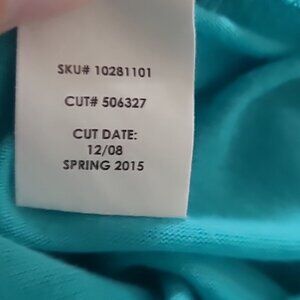 SKU# 10281101
CUT# 506327
CUT DATE:
12/08
SPRING 2015